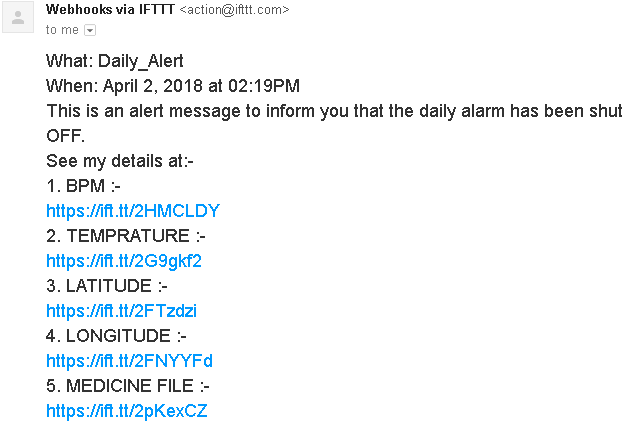 Webhooks via IFTTT <action@ifttt.com>
to me
What: Daily_Alert
When: April 2, 2018 at 02:19PM
This is an alert message to inform you that the daily alarm has been shut
OFF.
See my details at:-
1. BPM :-
https://ift.tt/2HMCLDY
2. TEMPRATURE :-
https://ift.tt/2G9gkf2
3. LATITUDE :-
https://ift.tt/2FTzdzi
4. LONGITUDE :-
https://ift.tt/2FNYYFd
5. MEDICINE FILE :-
https://ift.tt/2pKexCZ